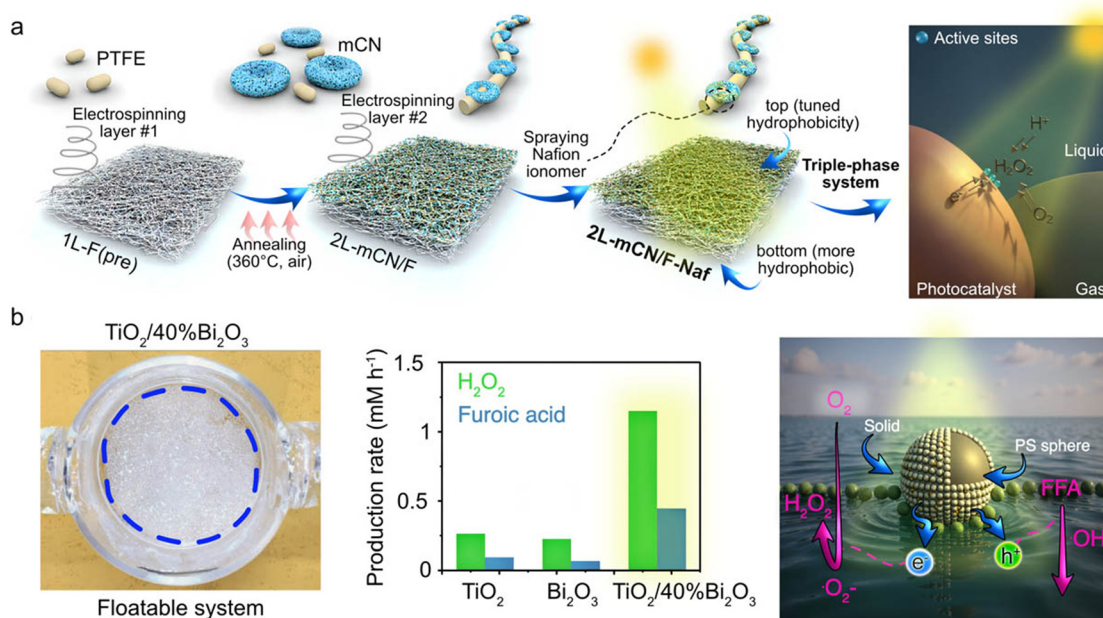 a
PTFE
mCN
Electrospinning
layer #1
1L-F(pre)
Annealing
(360°C, air)
Electrospinning
layer #2
2L-mCN/F
Spraying
Nafion
ionomer
top (tuned
hydrophobicity)
2L-mCN/F-Naf
bottom (more
hydrophobic)
Triple-phase
system
Active sites
H⁺
Liquid
H₂O₂
e⁻
O₂
Photocatalyst
Gas
b
TiO₂/40%Bi₂O₃
Floatable system
Production rate (mM h⁻¹)
1.5
1
0.5
0
H₂O₂
Furoic acid
TiO₂
Bi₂O₃
TiO₂/40%Bi₂O₃
O₂
Solid
PS sphere
H₂O₂
FFA
e⁻
h⁺
OH
·O₂-